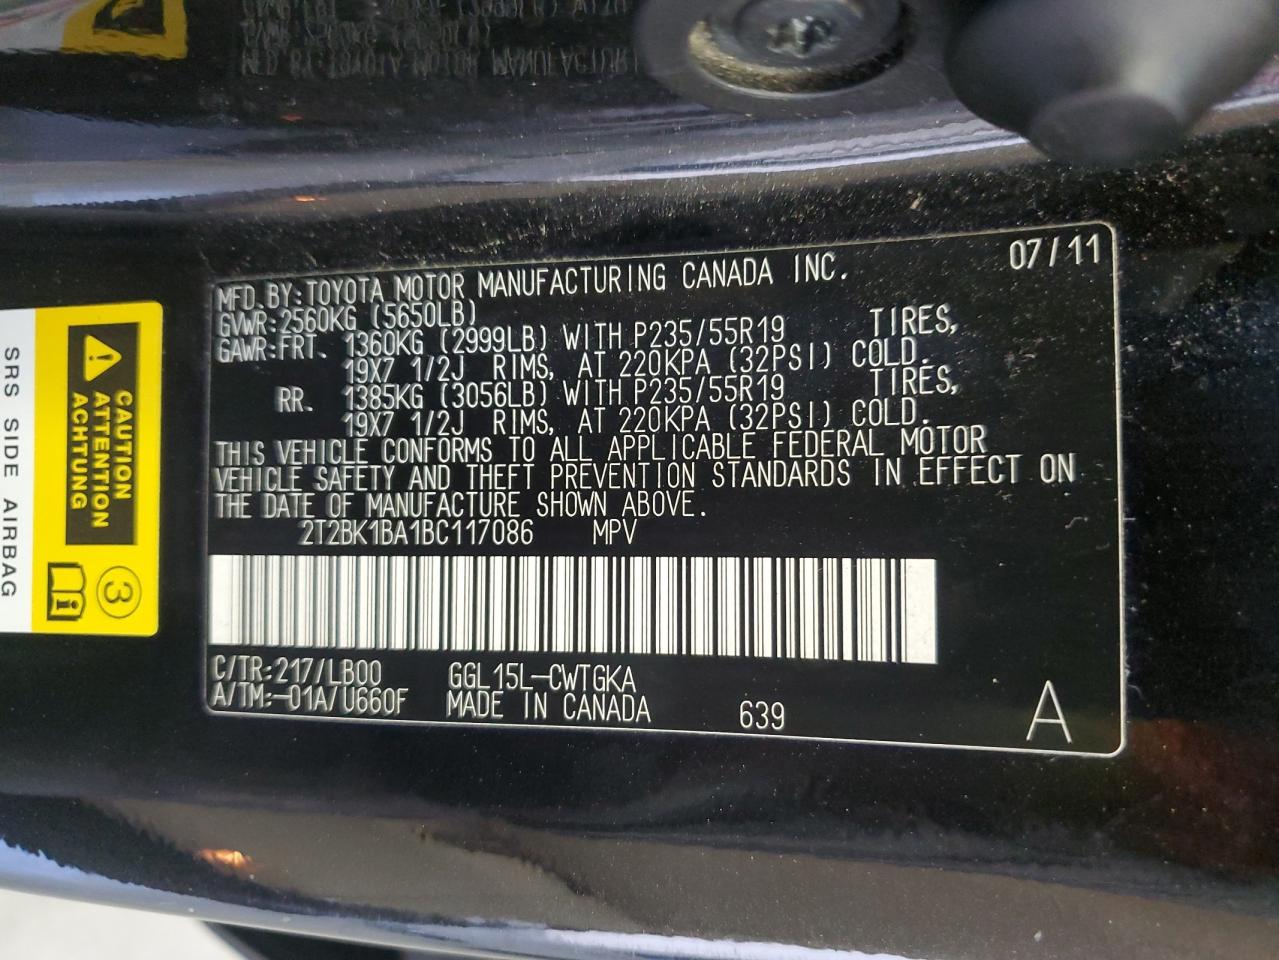 07/11
MFD.BY:TOYOTA MOTOR MANUFACTURING CANADA INC.
GVWR:2560KG (5650LB)
GAWR:FRT. 1360KG (2999LB) WITH P235/55R19 TIRES,
19X7 1/2J RIMS, AT 220KPA (32PSI) COLD.
RR. 1385KG (3056LB) WITH P235/55R19 TIRES,
19X7 1/2J RIMS, AT 220KPA (32PSI) COLD.
THIS VEHICLE CONFORMS TO ALL APPLICABLE FEDERAL MOTOR
VEHICLE SAFETY AND THEFT PREVENTION STANDARDS IN EFFECT ON
THE DATE OF MANUFACTURE SHOWN ABOVE.
2T2BK1BA1BC117086 MPV
C/TR:217/LB00 GGL15L-CWTGKA
A/TM:-01A/U660F MADE IN CANADA 639
A
CAUTION
ATTENTION
ACHTUNG
3
SRS SIDE AIRBAG